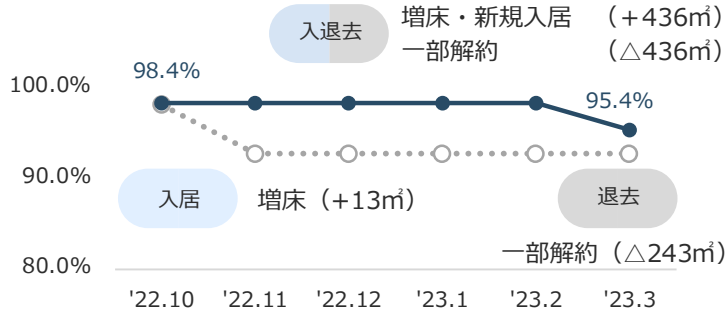 入退去
増床・新規入居 (+436㎡)
一部解約 (△436㎡)
100.0%
98.4%
95.4%
90.0%
入居
増床（+13㎡）
退去
一部解約（△243㎡）
80.0%
'22.10 '22.11 '22.12 '23.1 '23.2 '23.3